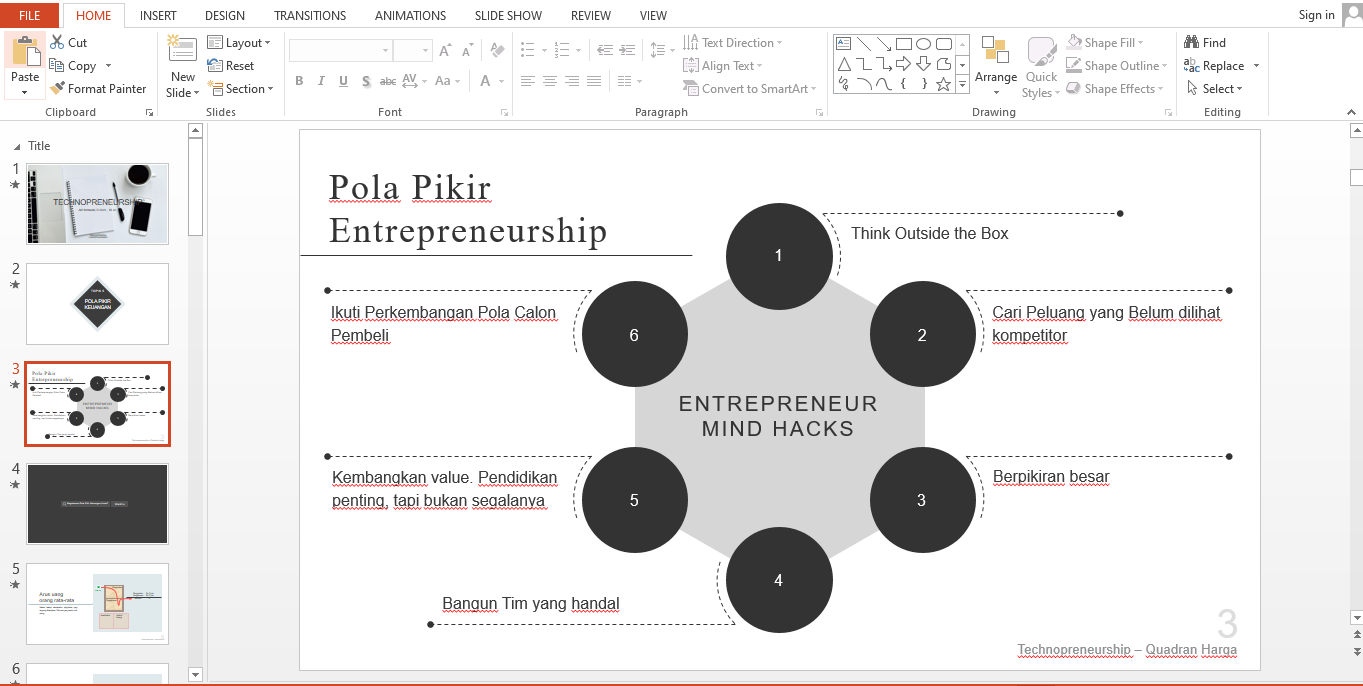 FILE
HOME
INSERT
DESIGN
TRANSITIONS
ANIMATIONS
SLIDE SHOW
REVIEW
VIEW
Sign in
Paste
Cut
Copy
Format Painter
Clipboard
New
Slide
Layout
Reset
Section
Slides
B I U S abc AV Aa A
Font
Text Direction
Align Text
Convert to SmartArt
Paragraph
Arrange
Quick
Styles
Shape Fill
Shape Outline
Shape Effects
Drawing
Find
Replace
Select
Editing
Title
1
TECHNOPRENEURSHIP
2
POLA PIKIR
KEUANGAN
3
Pola Pikir
Entrepreneurship
4
5
Arus uang
orang rata-rata
6
Pola Pikir
Entrepreneurship
1
Think Outside the Box
2
Cari Peluang yang Belum dilihat
kompetitor
3
Berpikiran besar
4
Bangun Tim yang handal
5
Kembangkan value. Pendidikan
penting, tapi bukan segalanya
6
Ikuti Perkembangan Pola Calon
Pembeli
ENTREPRENEUR
MIND HACKS
3
Technopreneurship – Quadran Harga